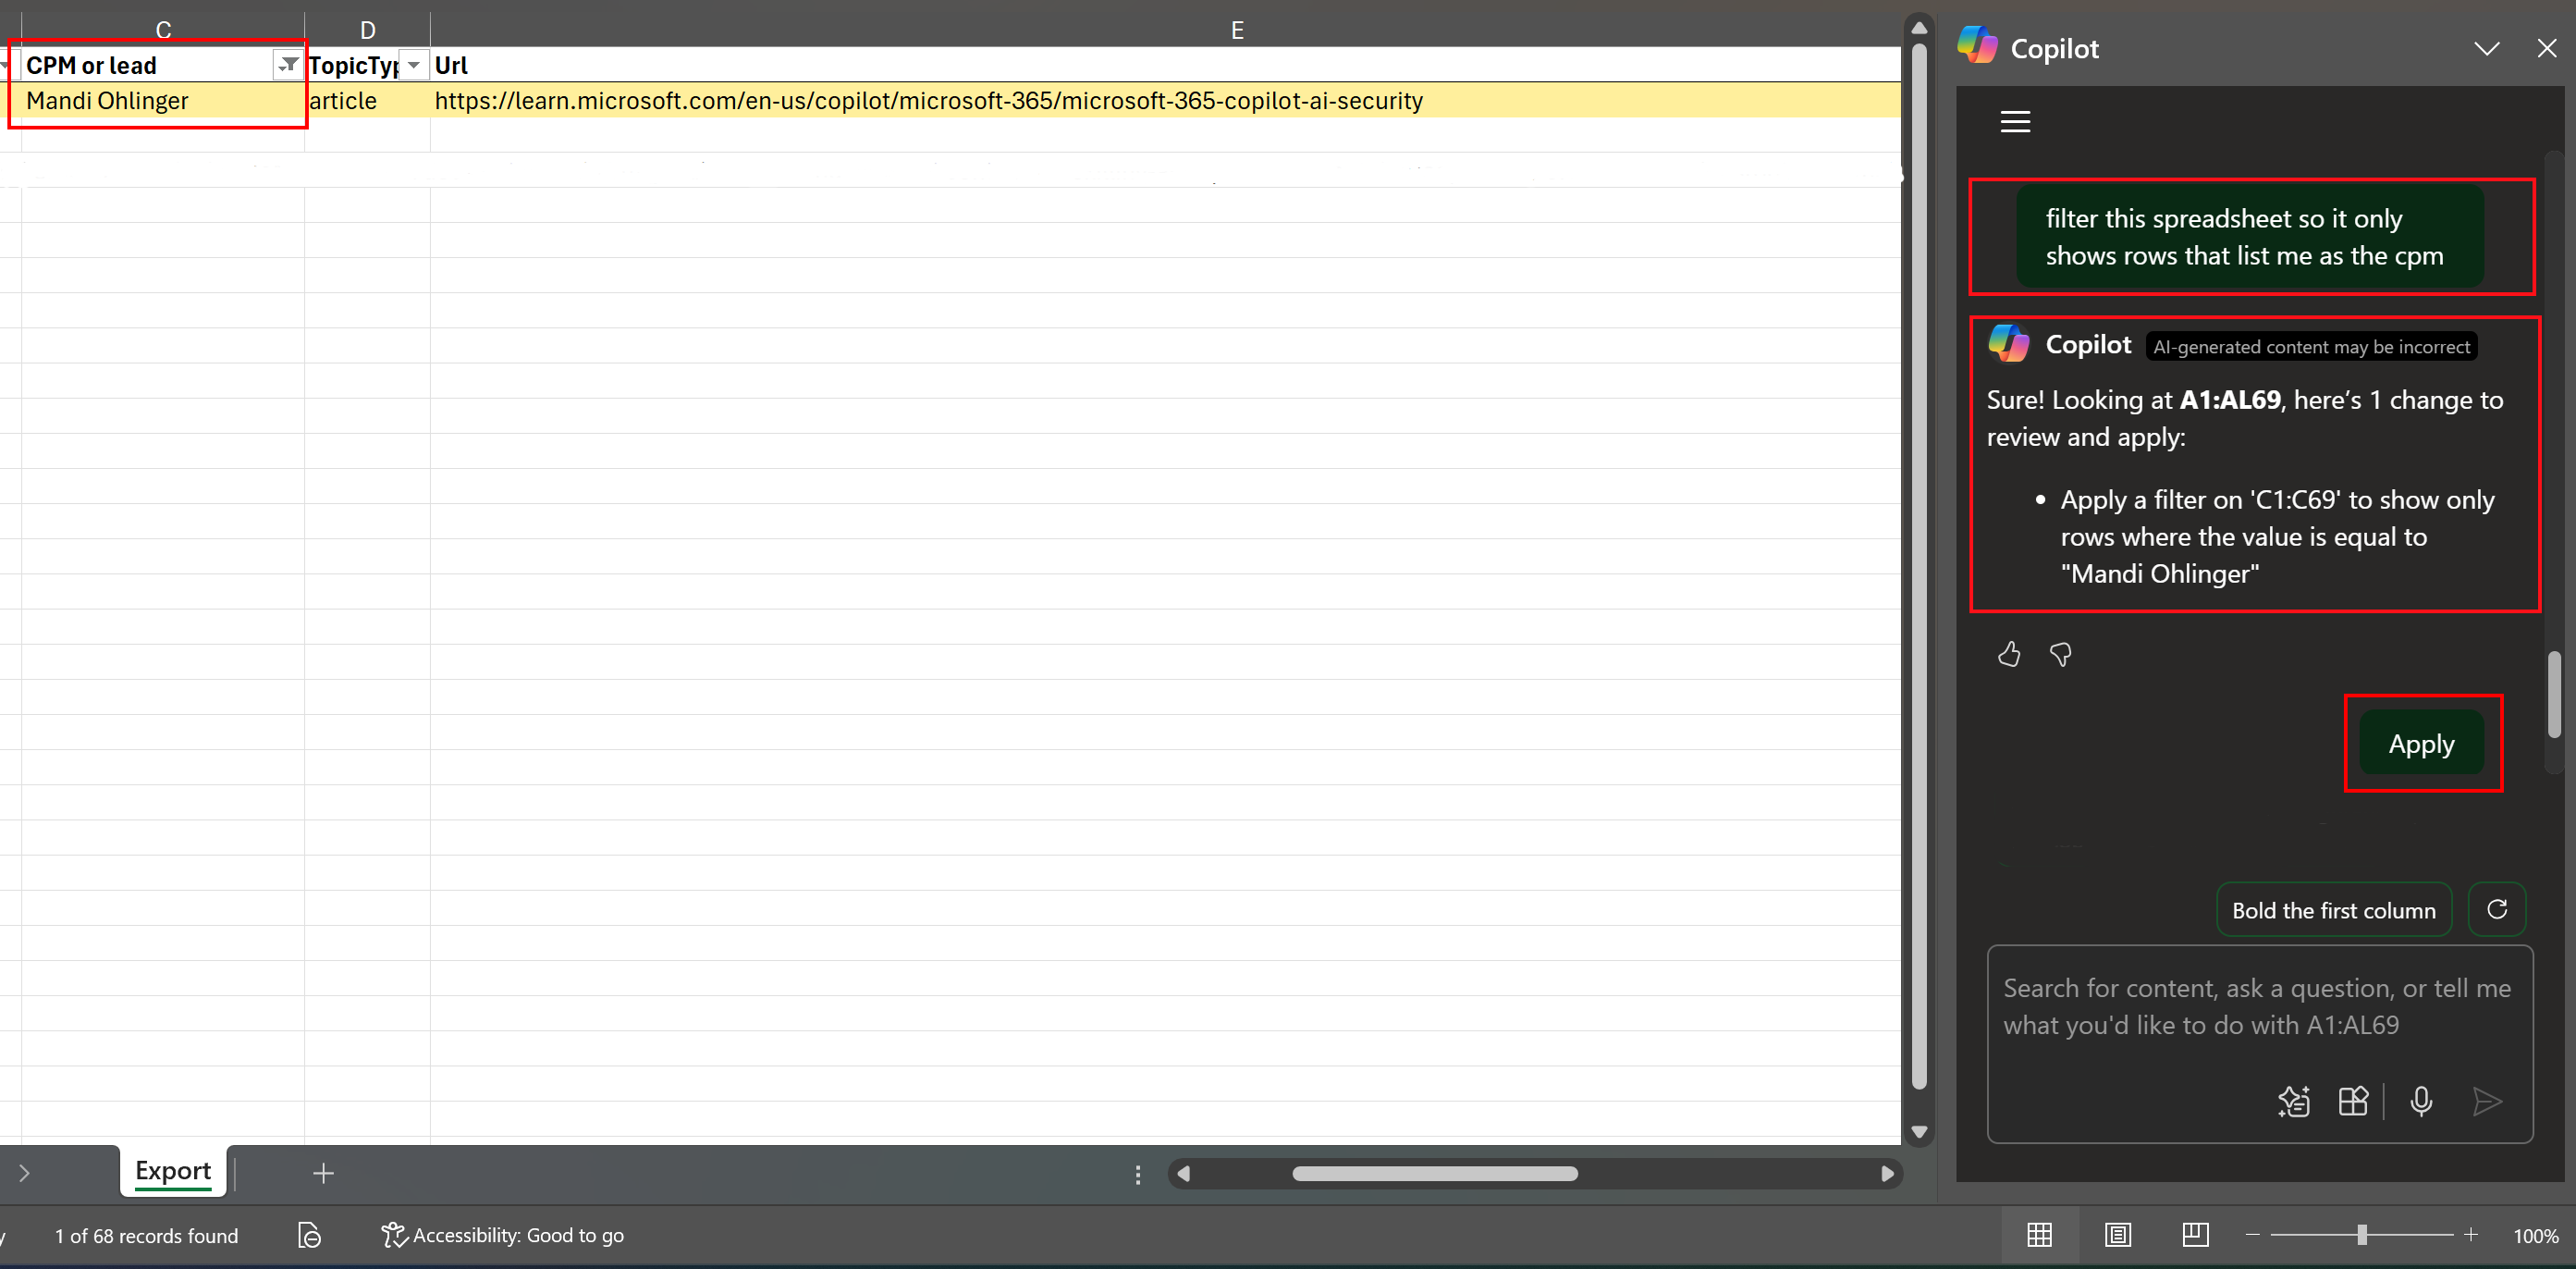 C D E
CPM or lead TopicTyp Url
Mandi Ohlinger article https://learn.microsoft.com/en-us/copilot/microsoft-365/microsoft-365-copilot-ai-security
Export
1 of 68 records found Accessibility: Good to go
Copilot
filter this spreadsheet so it only
shows rows that list me as the cpm
Copilot AI-generated content may be incorrect
Sure! Looking at A1:AL69, here’s 1 change to
review and apply:
• Apply a filter on 'C1:C69' to show only
rows where the value is equal to
"Mandi Ohlinger"
Apply
Bold the first column
Search for content, ask a question, or tell me
what you'd like to do with A1:AL69
100%